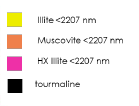 Illite <2207 nm
Muscovite <2207 nm
HX Illite <2207 nm
tourmaline